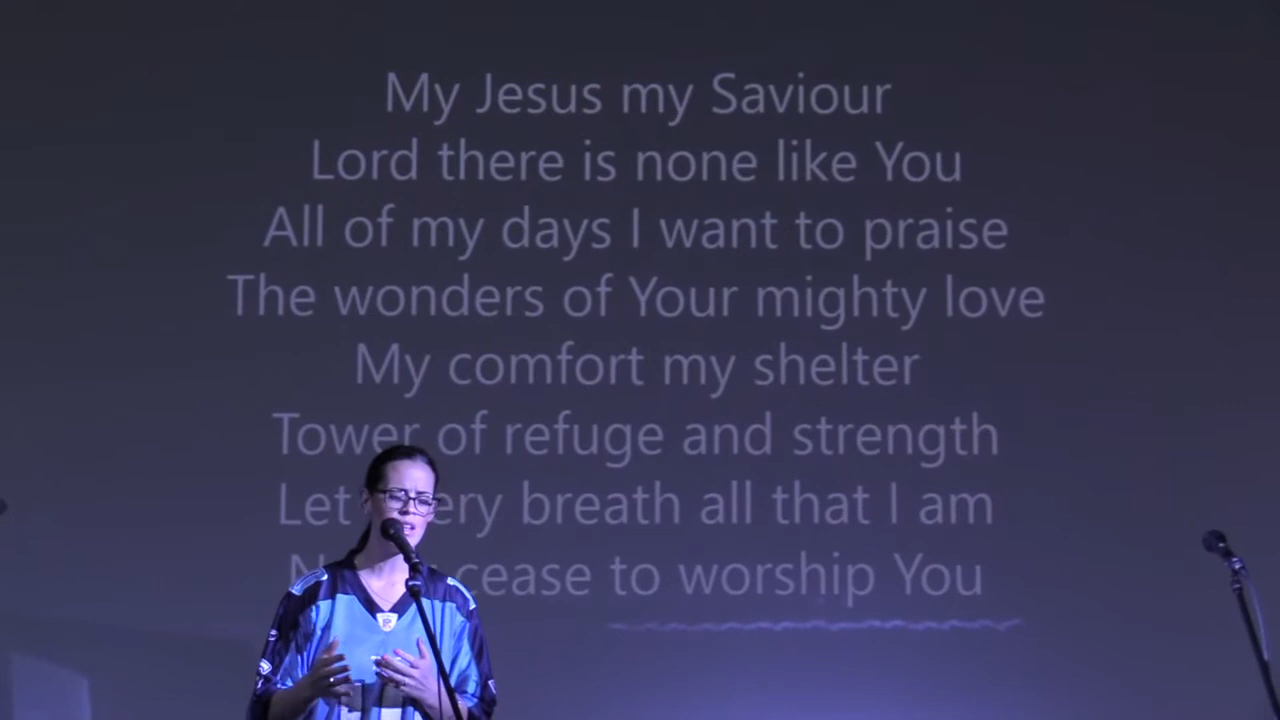 My Jesus my Saviour
Lord there is none like You
All of my days I want to praise
The wonders of Your mighty love
My comfort my shelter
Tower of refuge and strength
Let breath all that I am
cease to worship You